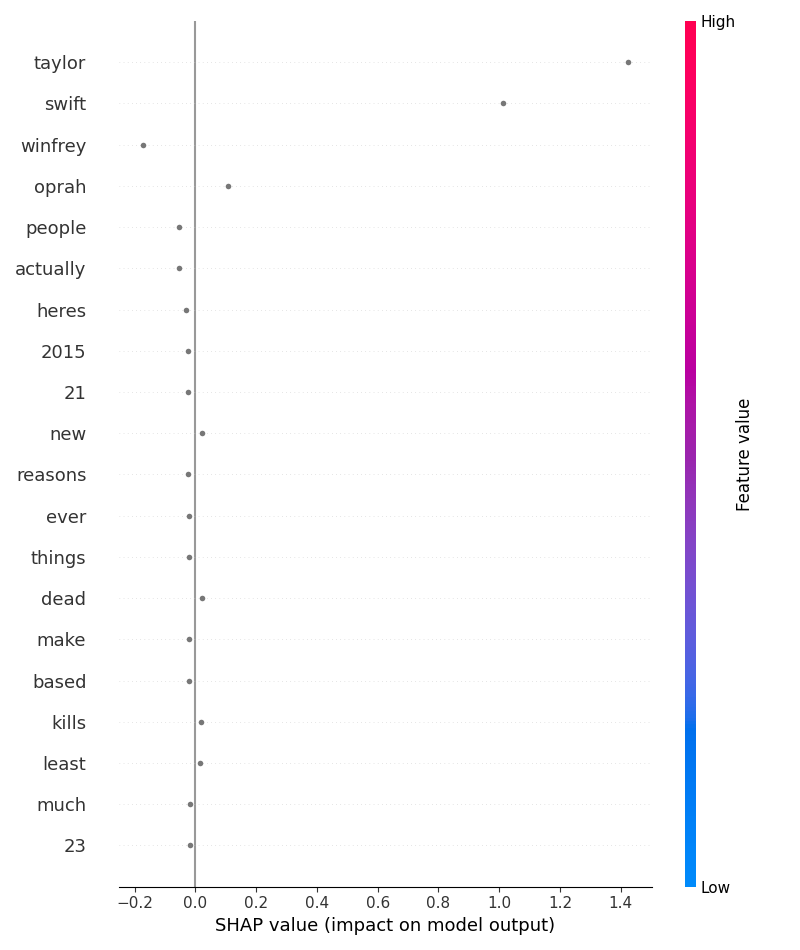 High
taylor
swift
winfrey
oprah
people
actually
heres
2015
21
new
reasons
ever
things
dead
make
based
kills
least
much
23
Feature value
Low
−0.2 0.0 0.2 0.4 0.6 0.8 1.0 1.2 1.4
SHAP value (impact on model output)